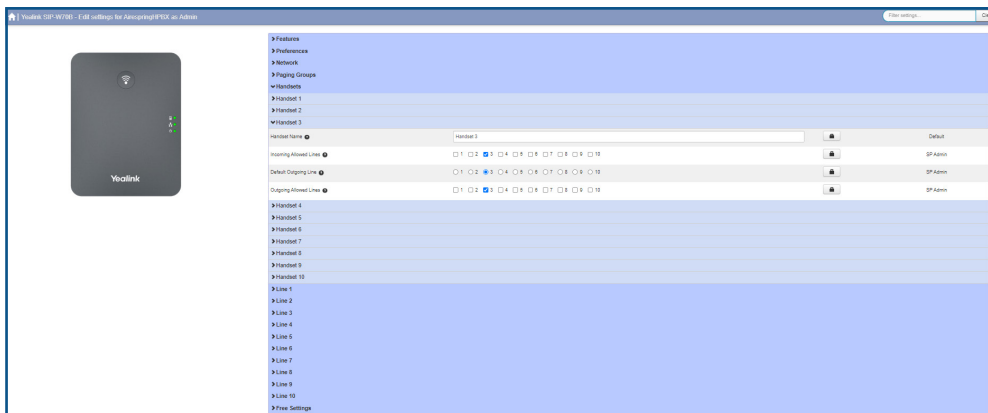 Yealink SIP-W70B - Edit settings for AirespringHPBX as Admin
Filter settings...
Yealink
Features
Preferences
Network
Paging Groups
Handsets
Handset 1
Handset 2
Handset 3
Handset Name Handset 3 Default
Incoming Allowed Lines 1 2 3 4 5 6 7 8 9 10 SP Admin
Default Outgoing Line 1 2 3 4 5 6 7 8 9 10 SP Admin
Outgoing Allowed Lines 1 2 3 4 5 6 7 8 9 10 SP Admin
Handset 4
Handset 5
Handset 6
Handset 7
Handset 8
Handset 9
Handset 10
Line 1
Line 2
Line 3
Line 4
Line 5
Line 6
Line 7
Line 8
Line 9
Line 10
Free Settings